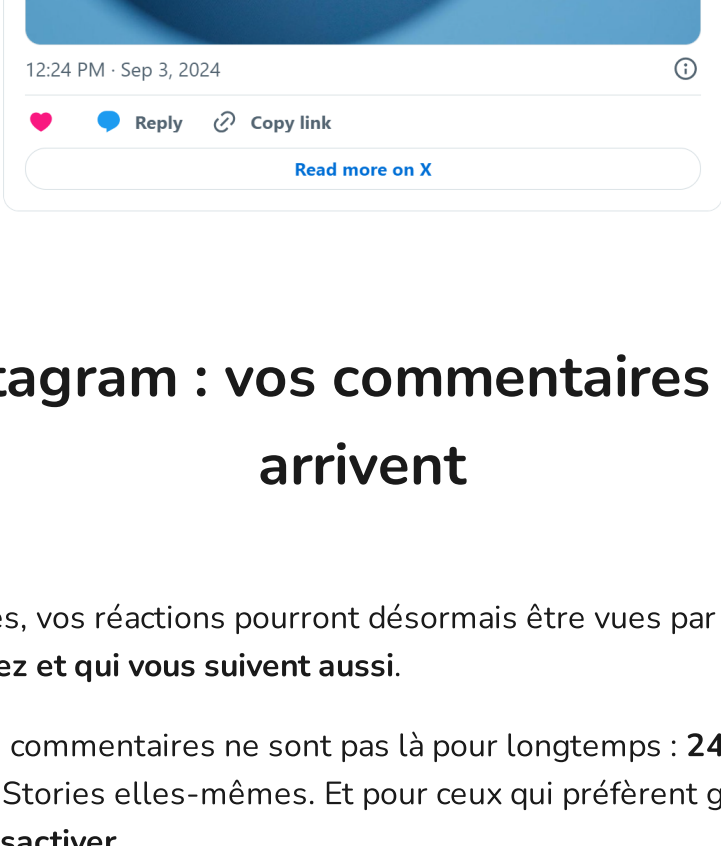 12:24 PM · Sep 3, 2024
Reply
Copy link
Read more on X
tagram : vos commentaires
arrivent
es, vos réactions pourront désormais être vues par
ez et qui vous suivent aussi.
commentaires ne sont pas là pour longtemps : 24
Stories elles-mêmes. Et pour ceux qui préfèrent g
sactiver